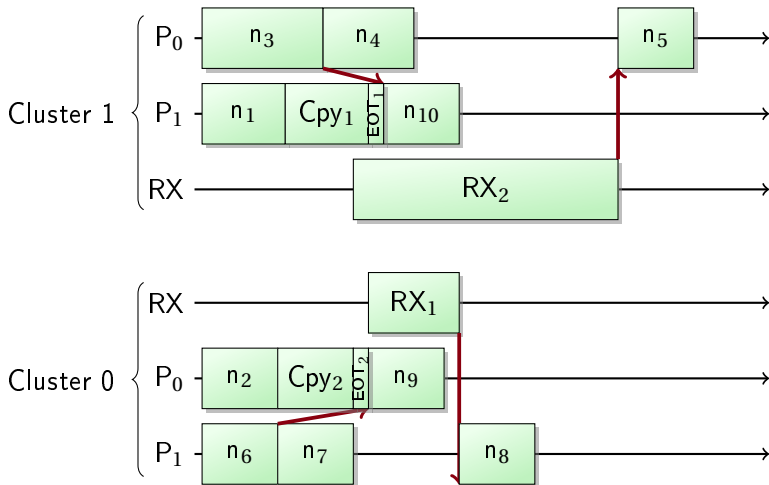 P₀ n₃ n₄ n₅
Cluster 1 P₁ n₁ Cpy₁ EOT₁ n₁₀
RX RX₂
RX RX₁
Cluster 0 P₀ n₂ Cpy₂ EOT₂ n₉
P₁ n₆ n₇ n₈